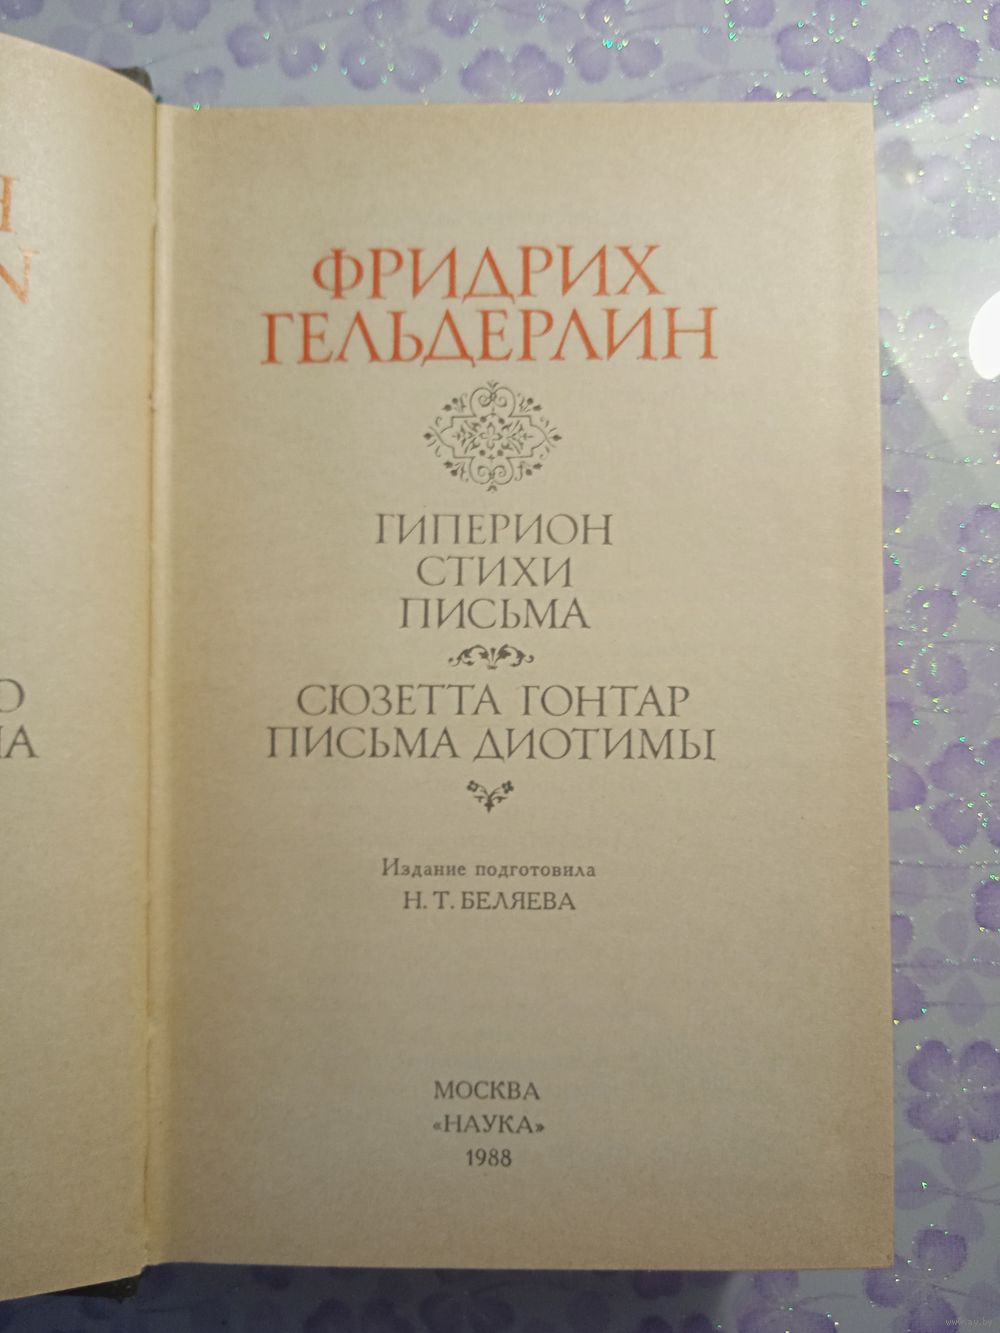 ФРИДРИХ
ГЕЛЬДЕРЛИН
ГИПЕРИОН
СТИХИ
ПИСЬМА
СЮЗЕТТА ГОНТАР
ПИСЬМА ДИОТИМЫ
Издание подготовила
Н. Т. БЕЛЯЕВА
МОСКВА
«НАУКА»
1988